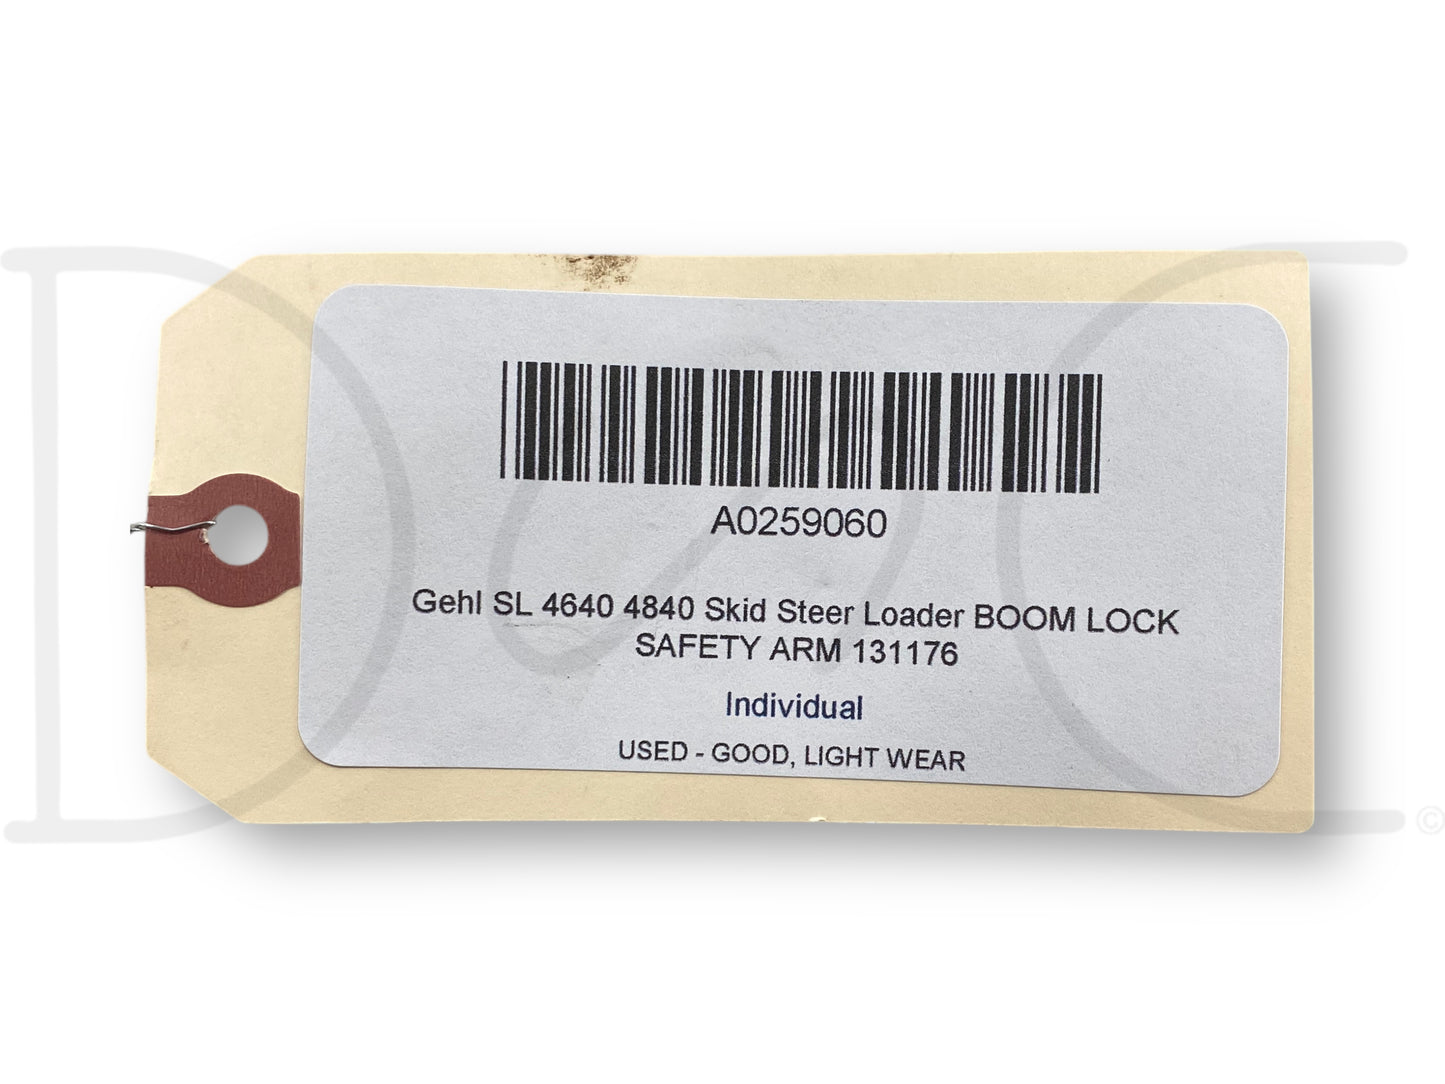 A0259060
Gehl SL 4640 4840 Skid Steer Loader BOOM LOCK
SAFETY ARM 131176
Individual
USED - GOOD, LIGHT WEAR
©